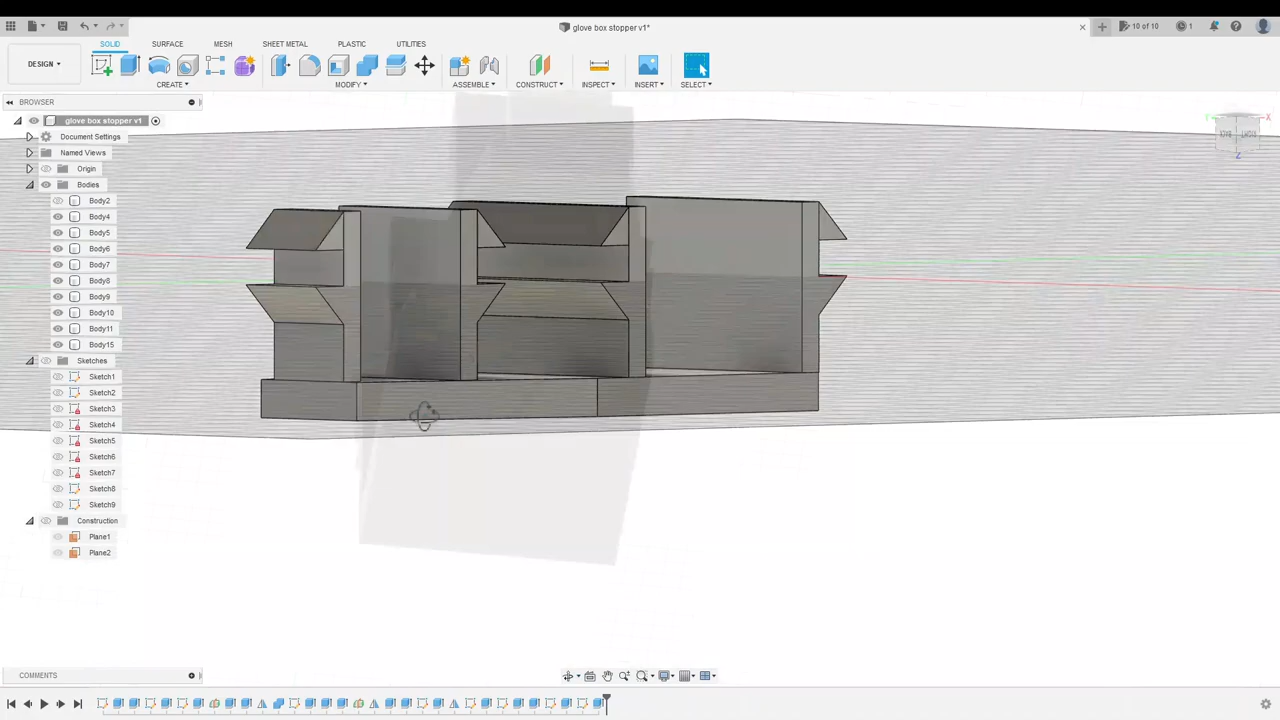 glove box stopper v1*
10 of 10
1
SOLID
SURFACE
MESH
SHEET METAL
PLASTIC
UTILITIES
DESIGN
CREATE
MODIFY
ASSEMBLE
CONSTRUCT
INSPECT
INSERT
SELECT
BROWSER
glove box stopper v1
Document Settings
Named Views
Origin
Bodies
Body2
Body4
Body5
Body6
Body7
Body8
Body9
Body10
Body11
Body15
Sketches
Sketch1
Sketch2
Sketch3
Sketch4
Sketch5
Sketch6
Sketch7
Sketch8
Sketch9
Construction
Plane1
Plane2
X
Y
BACK
RIGHT
Z
COMMENTS